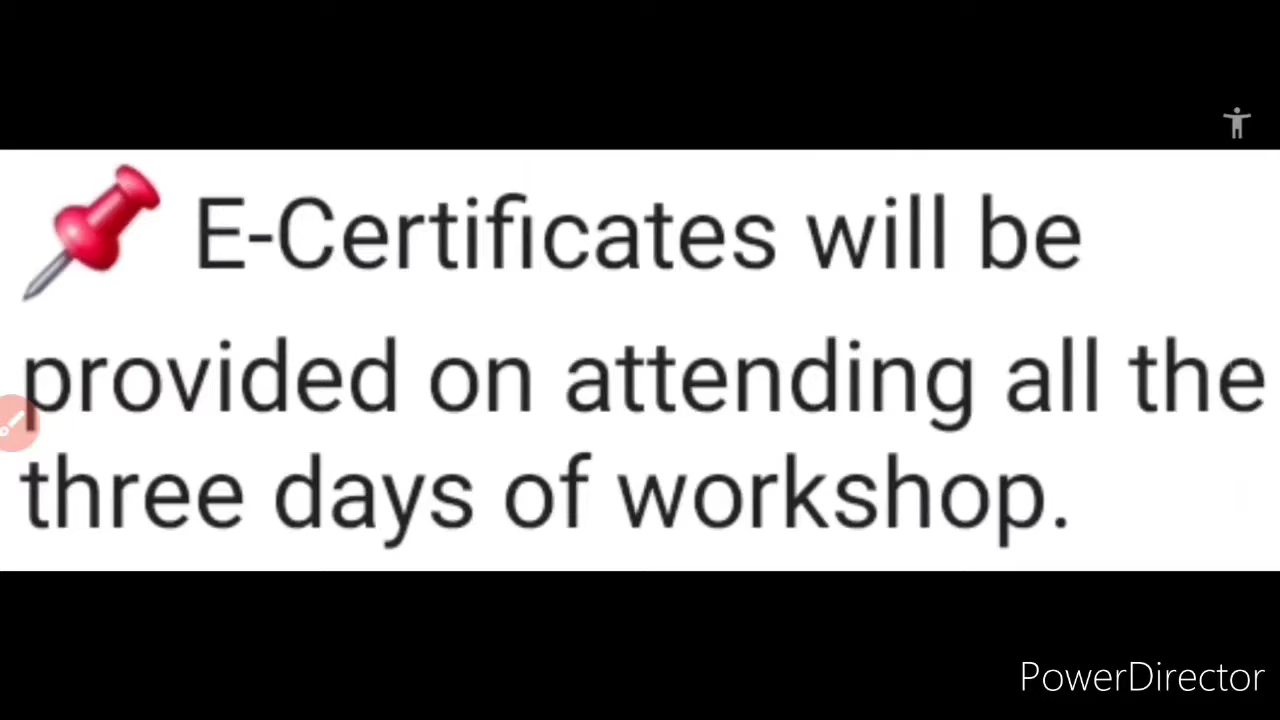 📌 E-Certificates will be
provided on attending all the
three days of workshop.
PowerDirector